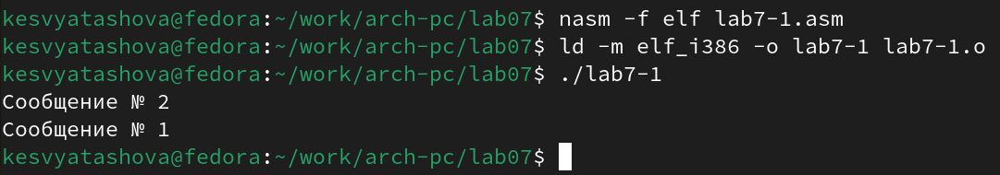 kesvyatashova@fedora:~/work/arch-pc/lab07$ nasm -f elf lab7-1.asm
kesvyatashova@fedora:~/work/arch-pc/lab07$ ld -m elf_i386 -o lab7-1 lab7-1.o
kesvyatashova@fedora:~/work/arch-pc/lab07$ ./lab7-1
Сообщение № 2
Сообщение № 1
kesvyatashova@fedora:~/work/arch-pc/lab07$